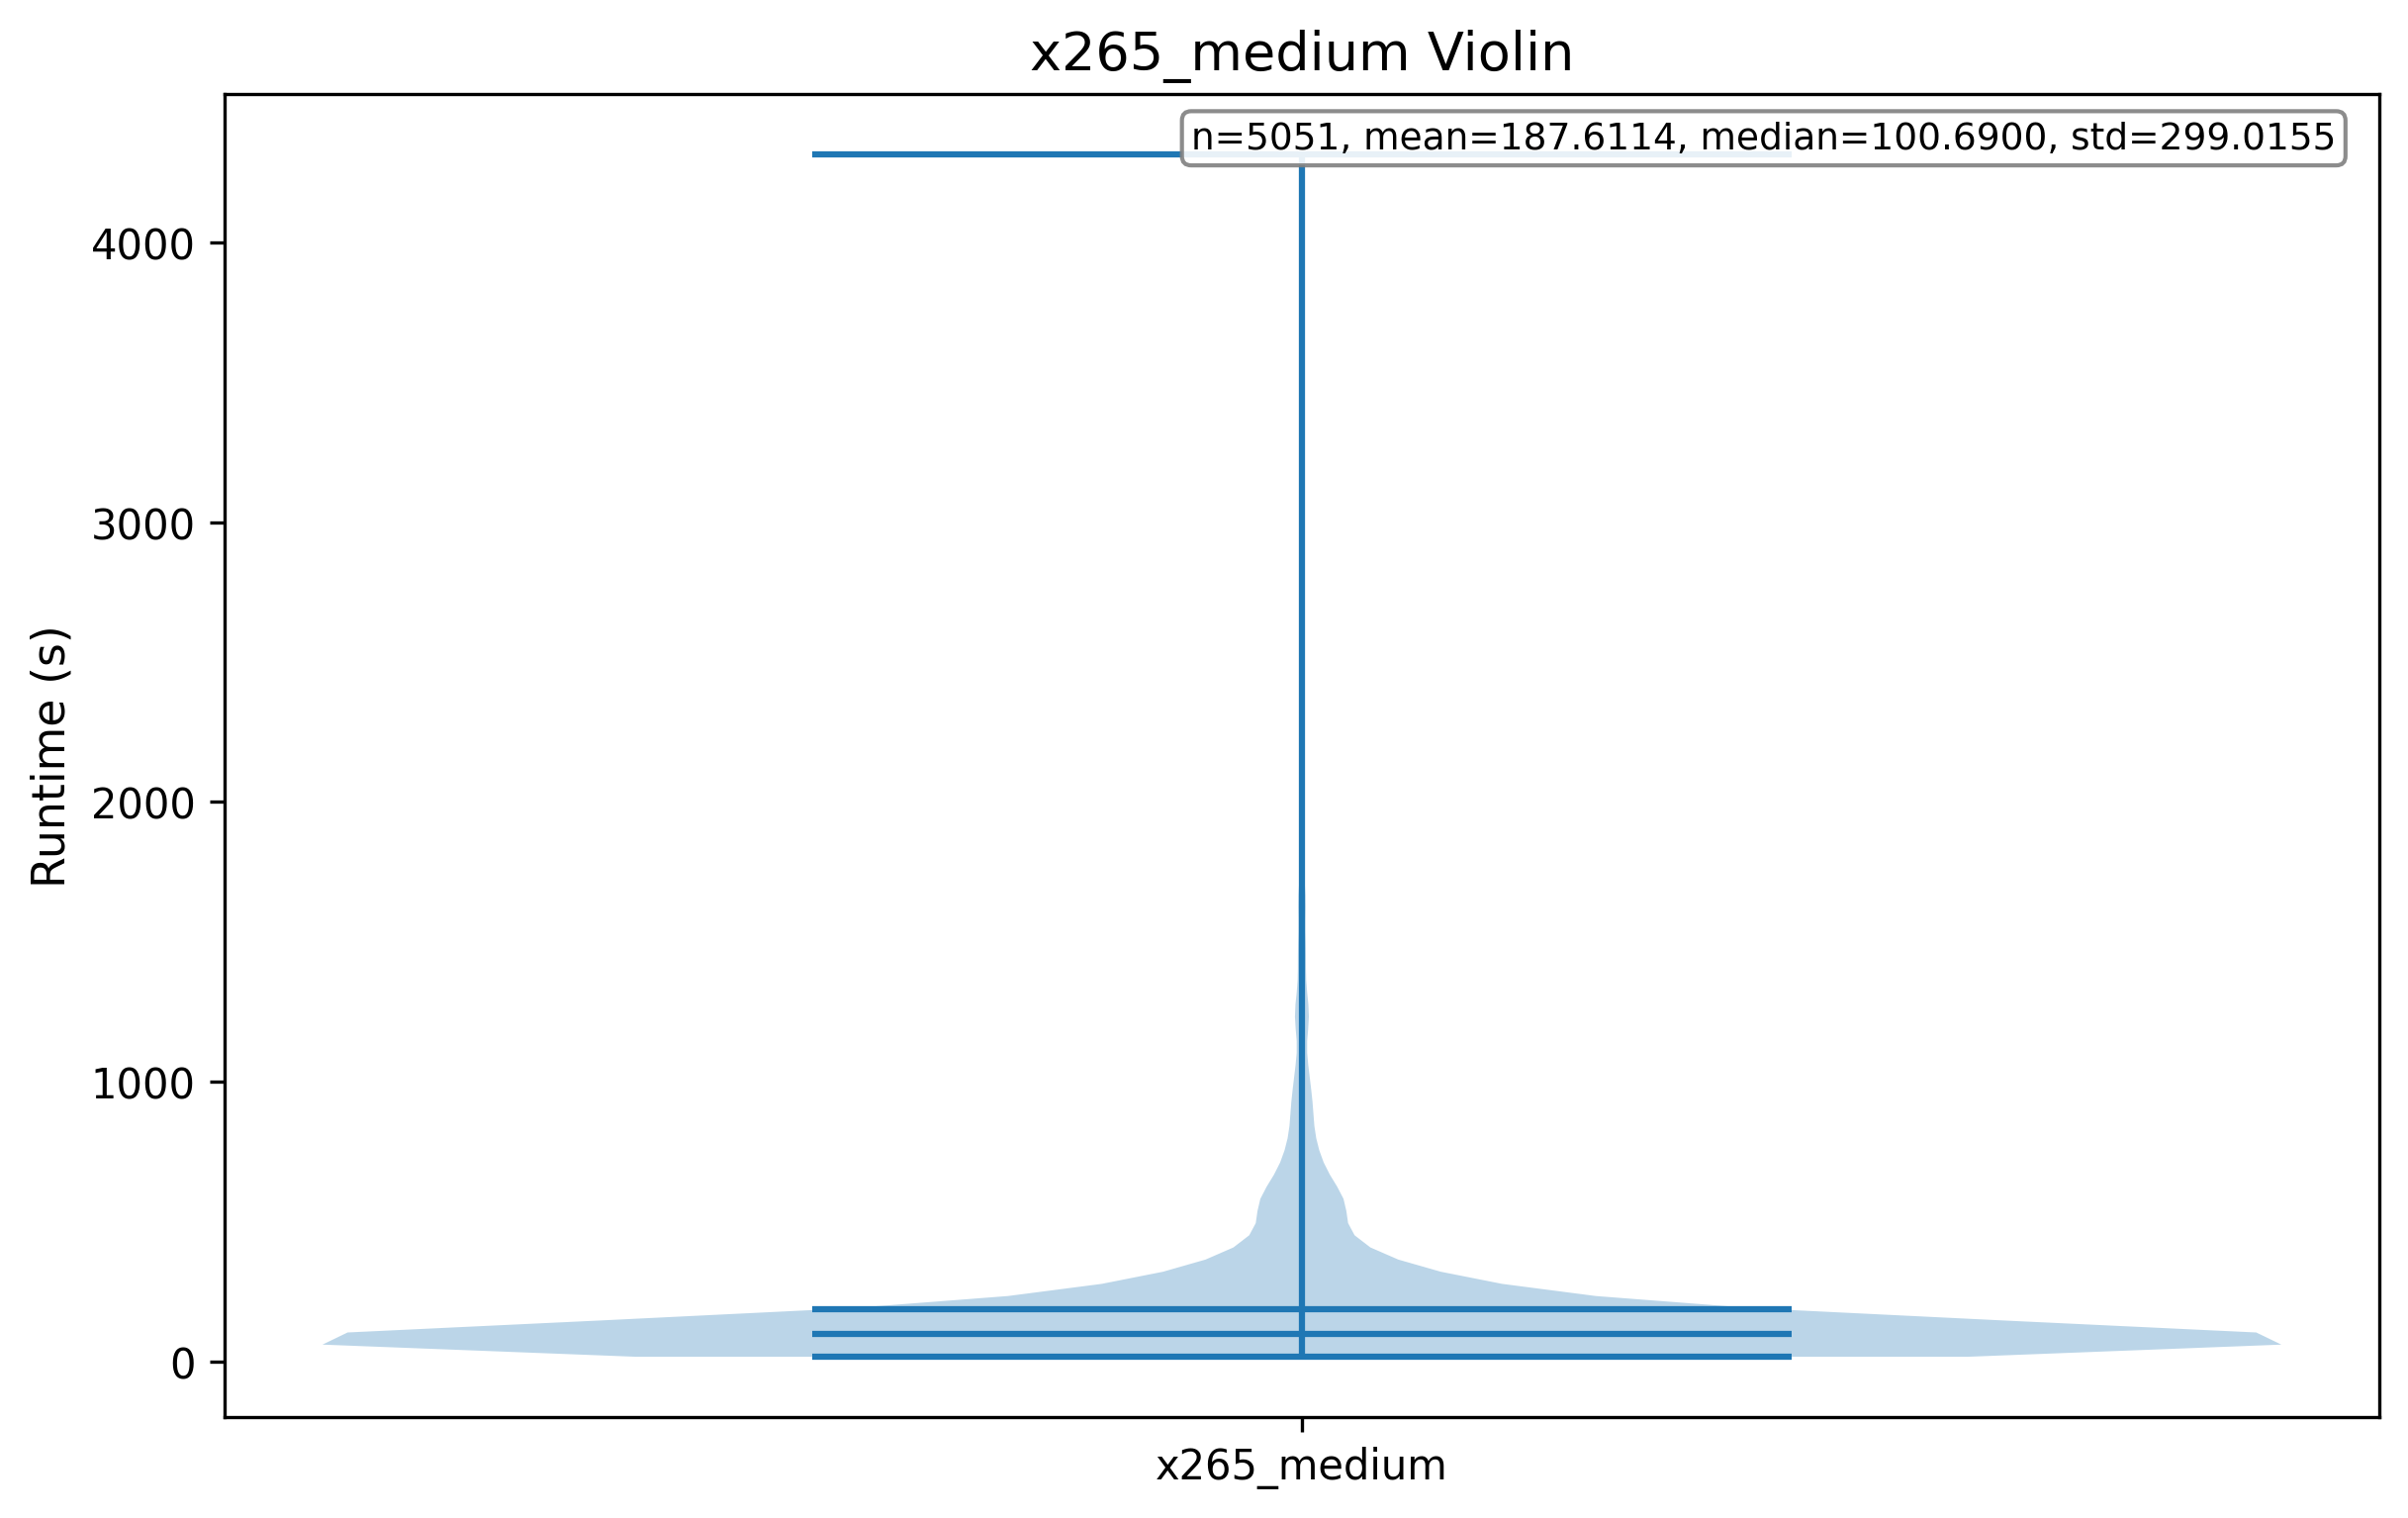 x265_medium Violin
n=5051, mean=187.6114, median=100.6900, std=299.0155
Runtime (s)
4000
3000
2000
1000
0
x265_medium